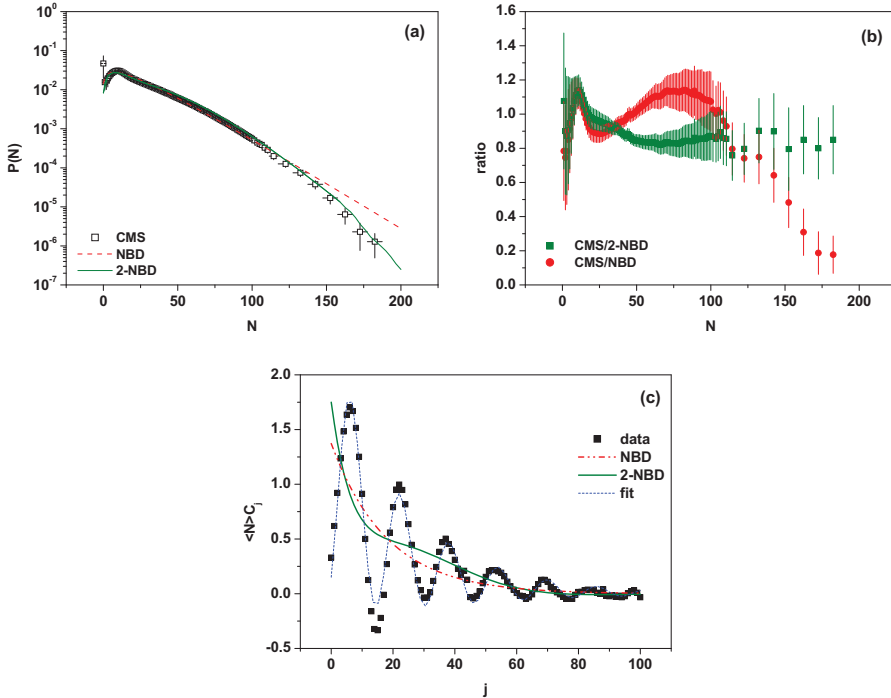 (a)
P(N)
10^0
10^-1
10^-2
10^-3
10^-4
10^-5
10^-6
10^-7
CMS
NBD
2-NBD
0 50 100 150 200
N
(b)
ratio
1.6
1.4
1.2
1.0
0.8
0.6
0.4
0.2
0.0
CMS/2-NBD
CMS/NBD
0 50 100 150 200
N
(c)
<N>C_j
2.0
1.5
1.0
0.5
0.0
-0.5
data
NBD
2-NBD
fit
0 20 40 60 80 100
j